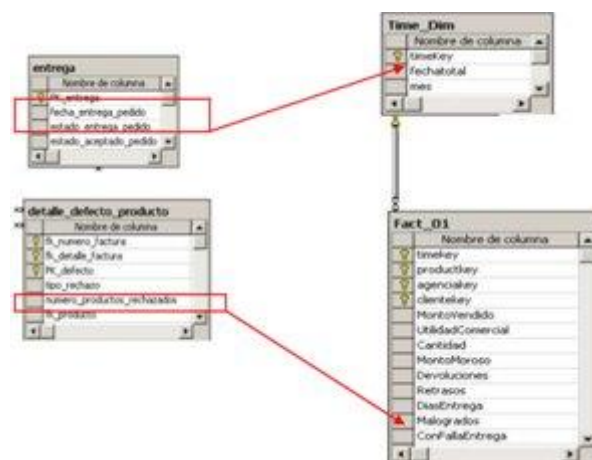 entrega
Nombre de columna
PK_entrega
fecha_entrega_pedido
estado_entrega_pedido
estado_aceptado_pedido
detalle_defecto_producto
Nombre de columna
fk_numero_factura
fk_detalle_factura
PK_defecto
tipo_rechazo
numero_productos_rechazados
fk_producto
Time_Dim
Nombre de columna
timeKey
fechatotal
mes
Fact_01
Nombre de columna
timekey
productkey
agenciakey
clientekey
MontoVendido
UtilidadComercial
Cantidad
MontoMoroso
Devoluciones
Retrasos
DiasEntrega
Malogrados
ConFallaEntrega